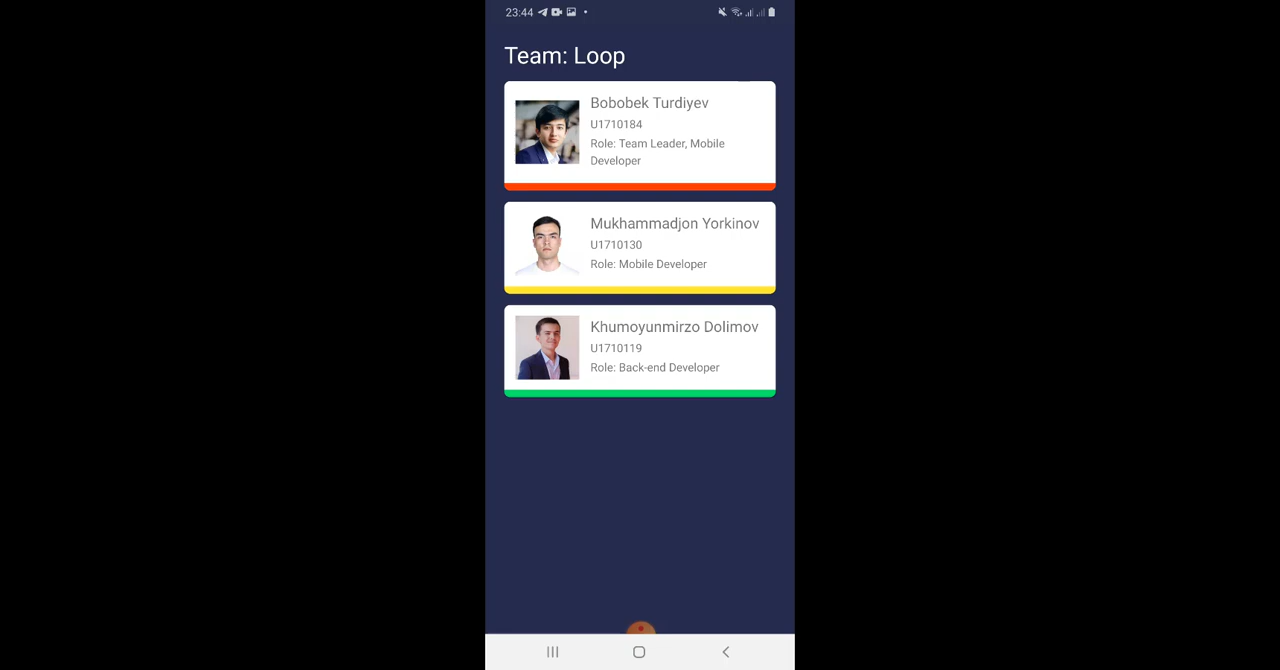 23:44
Team: Loop
Bobobek Turdiyev
U1710184
Role: Team Leader, Mobile
Developer
Mukhammadjon Yorkinov
U1710130
Role: Mobile Developer
Khumoyunmirzo Dolimov
U1710119
Role: Back-end Developer